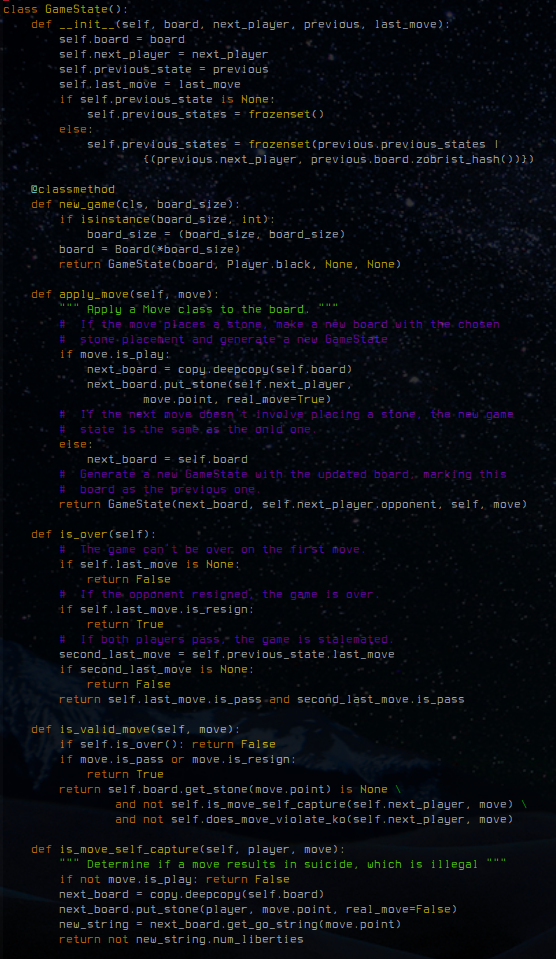 class GameState():
    def __init__(self, board, next_player, previous, last_move):
        self.board = board
        self.next_player = next_player
        self.previous_state = previous
        self.last_move = last_move
        if self.previous_state is None:
            self.previous_states = frozenset()
        else:
            self.previous_states = frozenset(previous.previous_states |
                    {(previous.next_player, previous.board.zobrist_hash())})

    @classmethod
    def new_game(cls, board_size):
        if isinstance(board_size, int):
            board_size = (board_size, board_size)
        board = Board(*board_size)
        return GameState(board, Player.black, None, None)

    def apply_move(self, move):
        """ Apply a Move class to the board. """
        #  If the move places a stone, make a new board with the chosen
        #  stone-placement and generate a new GameState
        if move.is_play:
            next_board = copy.deepcopy(self.board)
            next_board.put_stone(self.next_player,
                    move.point, real_move=True)
        #  If the next move doesn't involve placing a stone, the new game
        #  state is the same as the onld one.
        else:
            next_board = self.board
        #  Generate a new GameState with the updated board, marking this
        #  board as the previous one.
        return GameState(next_board, self.next_player.opponent, self, move)

    def is_over(self):
        #  The game can't be over on the first move.
        if self.last_move is None:
            return False
        #  If the opponent resigned, the game is over.
        if self.last_move.is_resign:
            return True
        #  If both players pass, the game is stalemated.
        second_last_move = self.previous_state.last_move
        if second_last_move is None:
            return False
        return self.last_move.is_pass and second_last_move.is_pass

    def is_valid_move(self, move):
        if self.is_over(): return False
        if move.is_pass or move.is_resign:
            return True
        return self.board.get_stone(move.point) is None \
                and not self.is_move_self_capture(self.next_player, move) \
                and not self.does_move_violate_ko(self.next_player, move)

    def is_move_self_capture(self, player, move):
        """ Determine if a move results in suicide, which is illegal """
        if not move.is_play: return False
        next_board = copy.deepcopy(self.board)
        next_board.put_stone(player, move.point, real_move=False)
        new_string = next_board.get_go_string(move.point)
        return not new_string.num_liberties